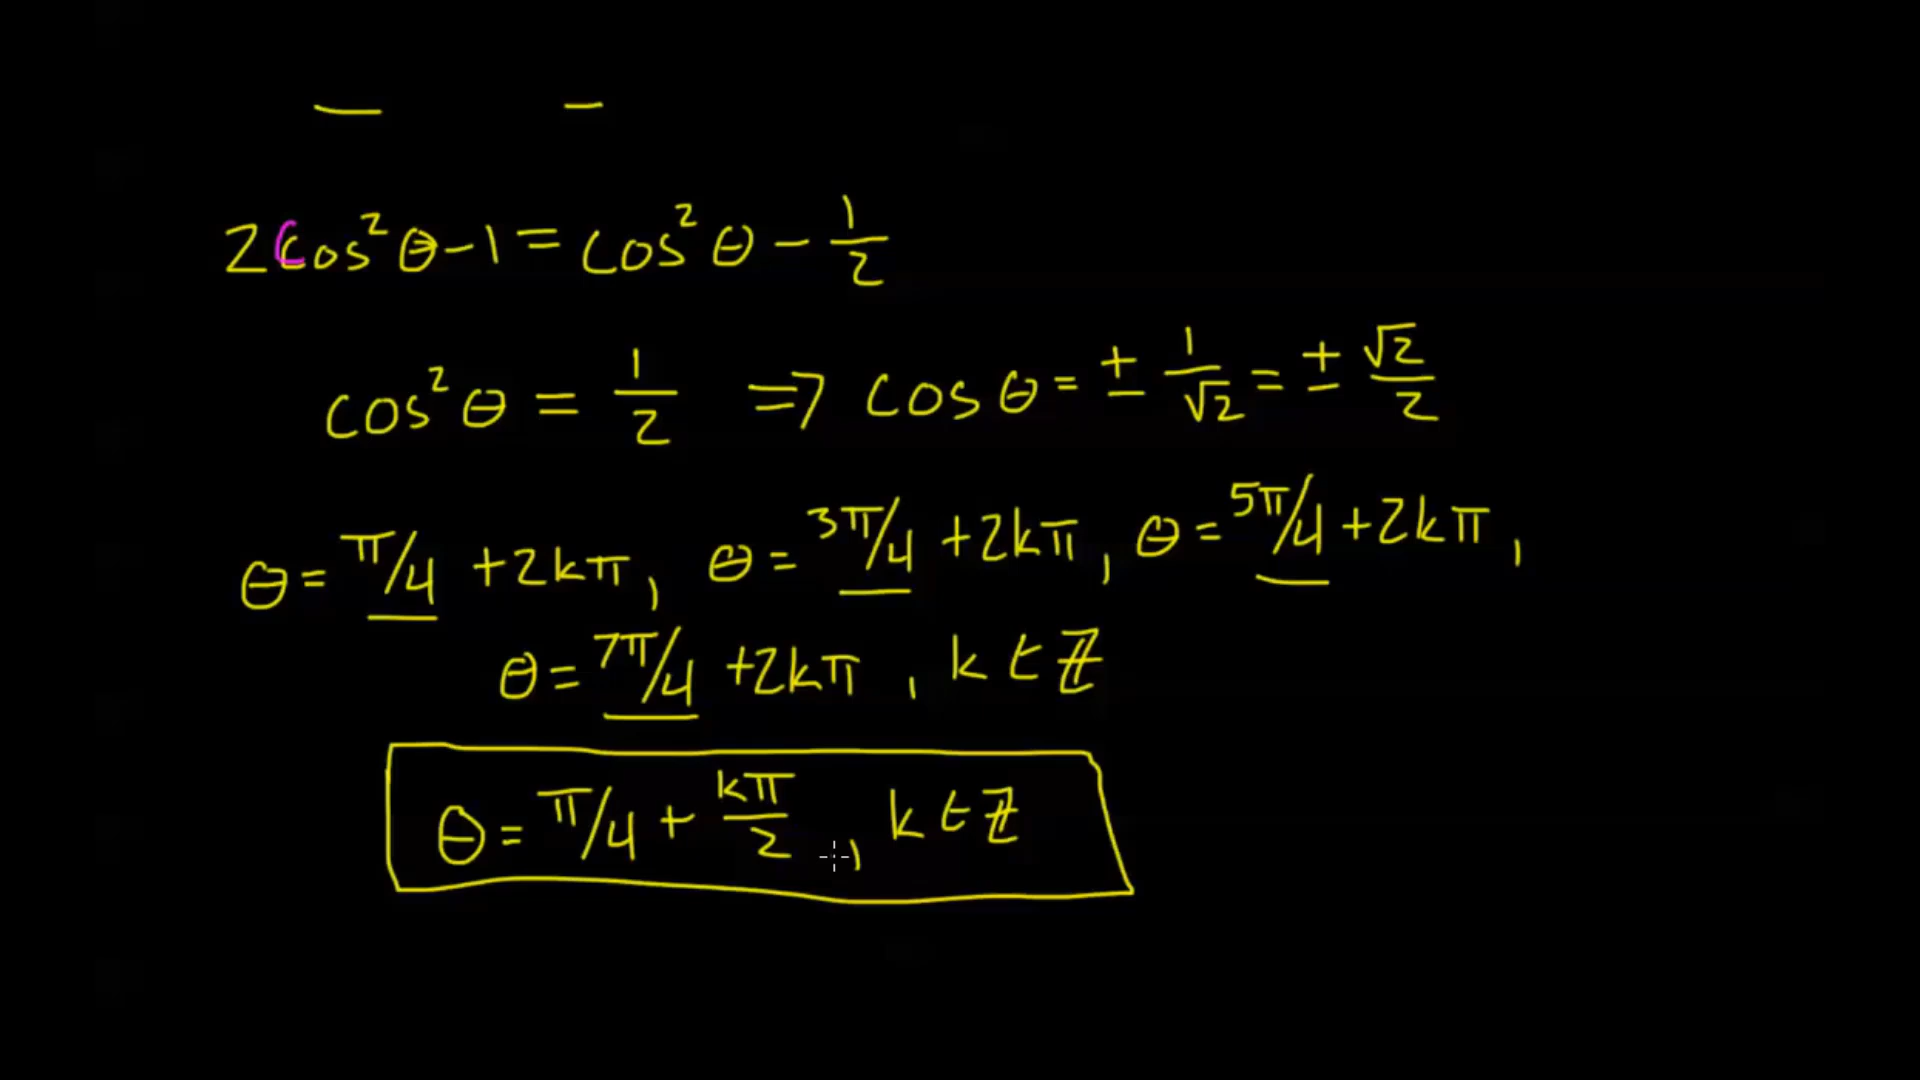 2cos²θ-1 = cos²θ - 1/2
cos²θ = 1/2 ⇒ cos θ = ± 1/√2 = ± √2/2
θ = π/4 + 2kπ, θ = 3π/4 + 2kπ, θ = 5π/4 + 2kπ,
θ = 7π/4 + 2kπ, k ∈ ℤ
θ = π/4 + kπ/2, k ∈ ℤ